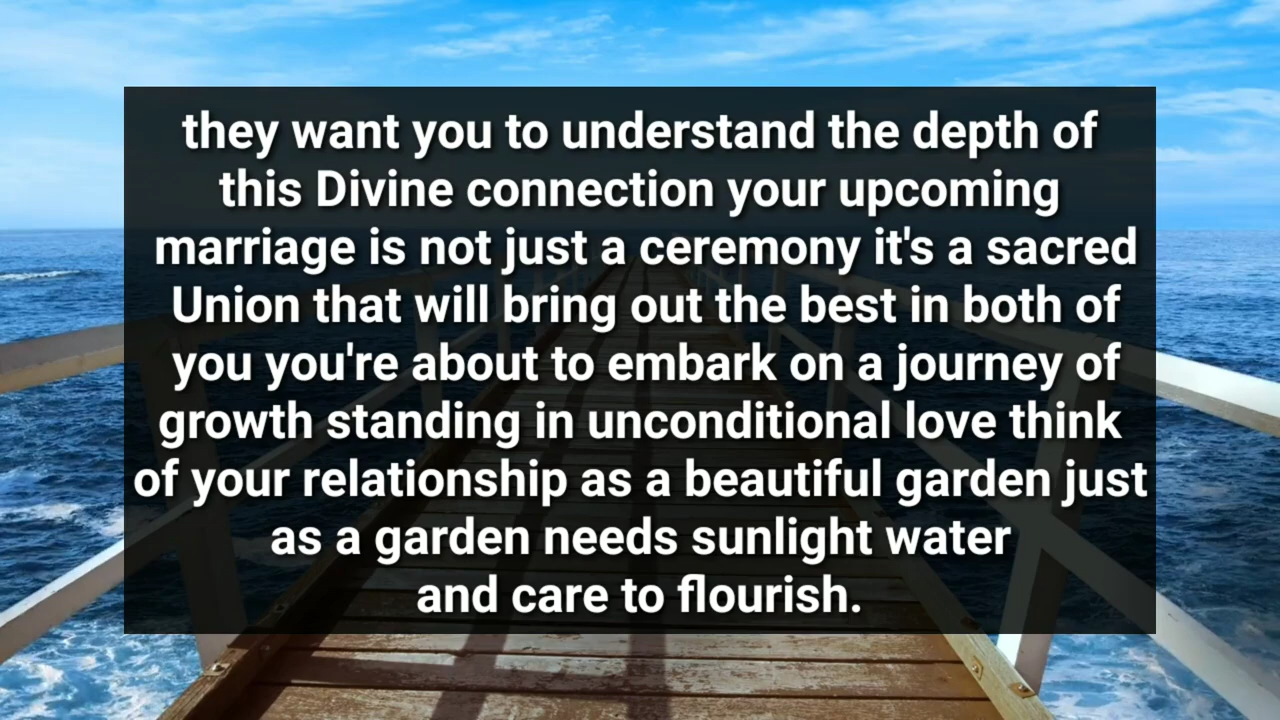 they want you to understand the depth of
this Divine connection your upcoming
marriage is not just a ceremony it's a sacred
Union that will bring out the best in both of
you you're about to embark on a journey of
growth standing in unconditional love think
of your relationship as a beautiful garden just
as a garden needs sunlight water
and care to flourish.